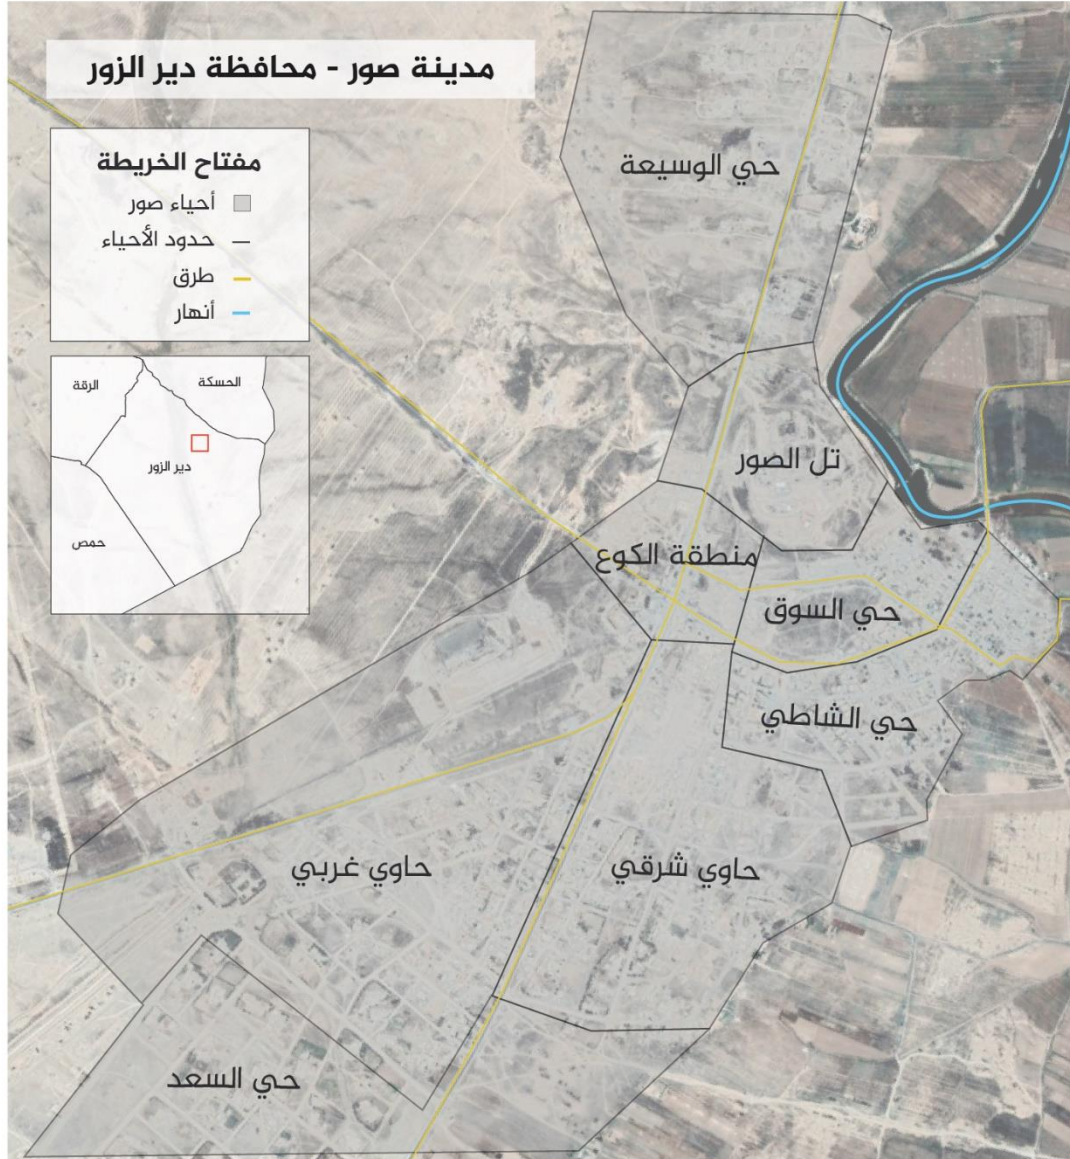 مدينة صور - محافظة دير الزور
مفتاح الخريطة
أحياء صور
حدود الأحياء
طرق
أنهار
الرقة
الحسكة
دير الزور
حمص
حي الوسيعة
تل الصور
منطقة الكوع
حي السوق
حي الشاطي
حاوي غربي
حاوي شرقي
حي السعد